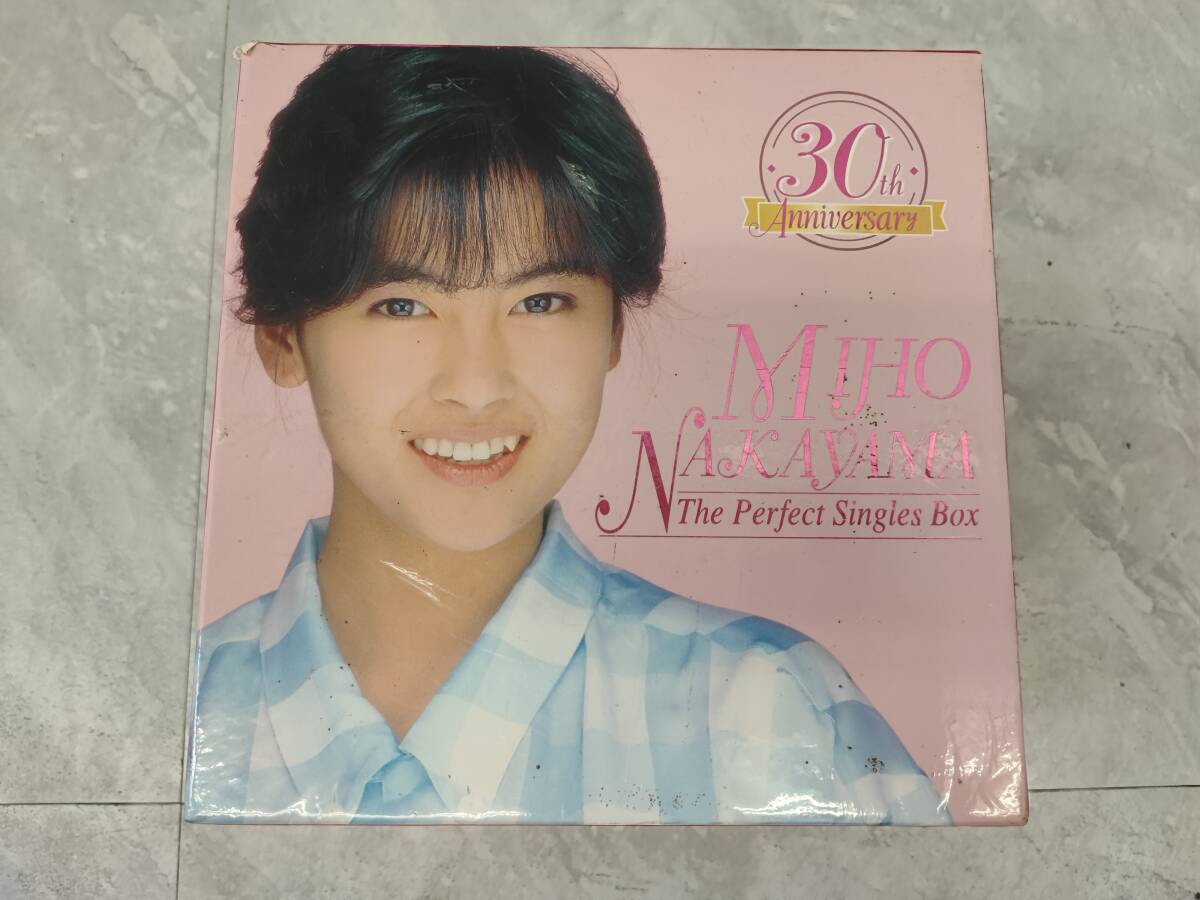 30th
Anniversary
MIHO
NAKAYAMA
The Perfect Singles Box